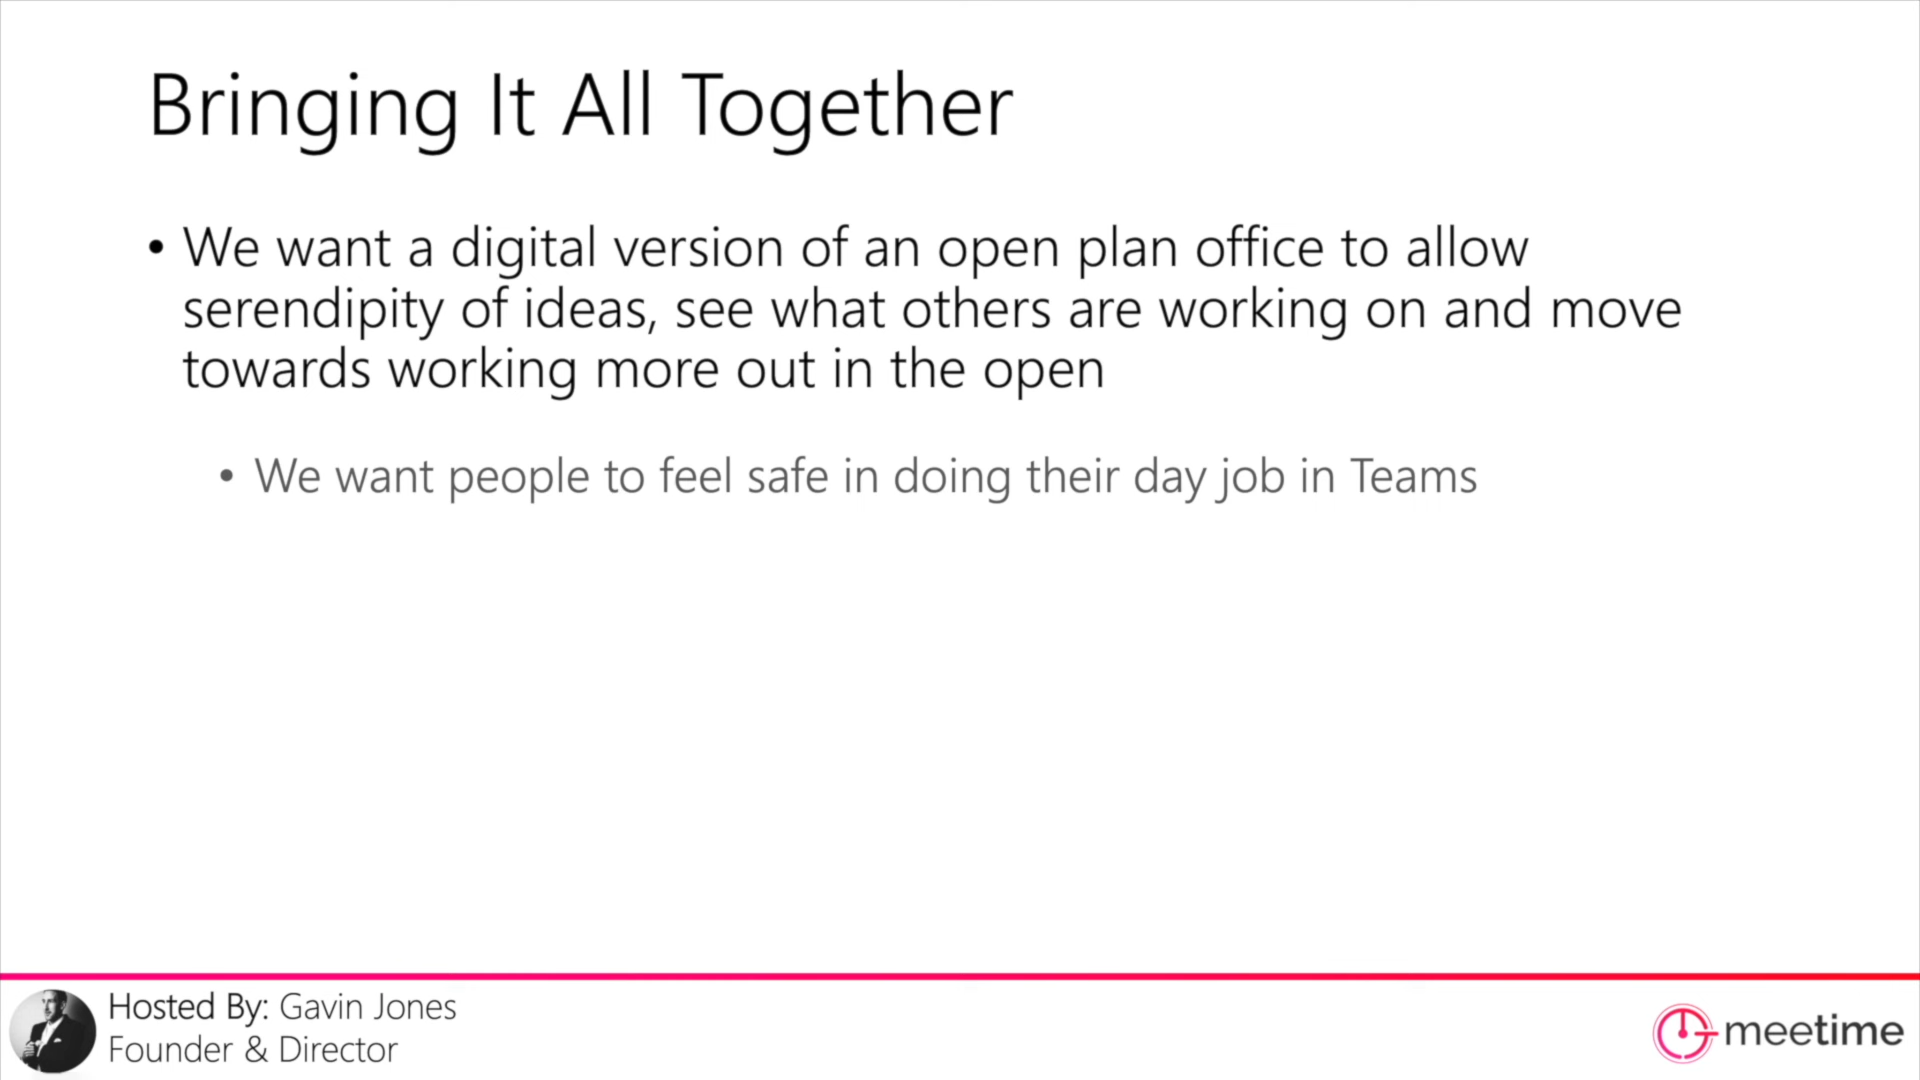 Bringing It All Together
• We want a digital version of an open plan office to allow
serendipity of ideas, see what others are working on and move
towards working more out in the open
• We want people to feel safe in doing their day job in Teams
Hosted By: Gavin Jones
Founder & Director
meetime